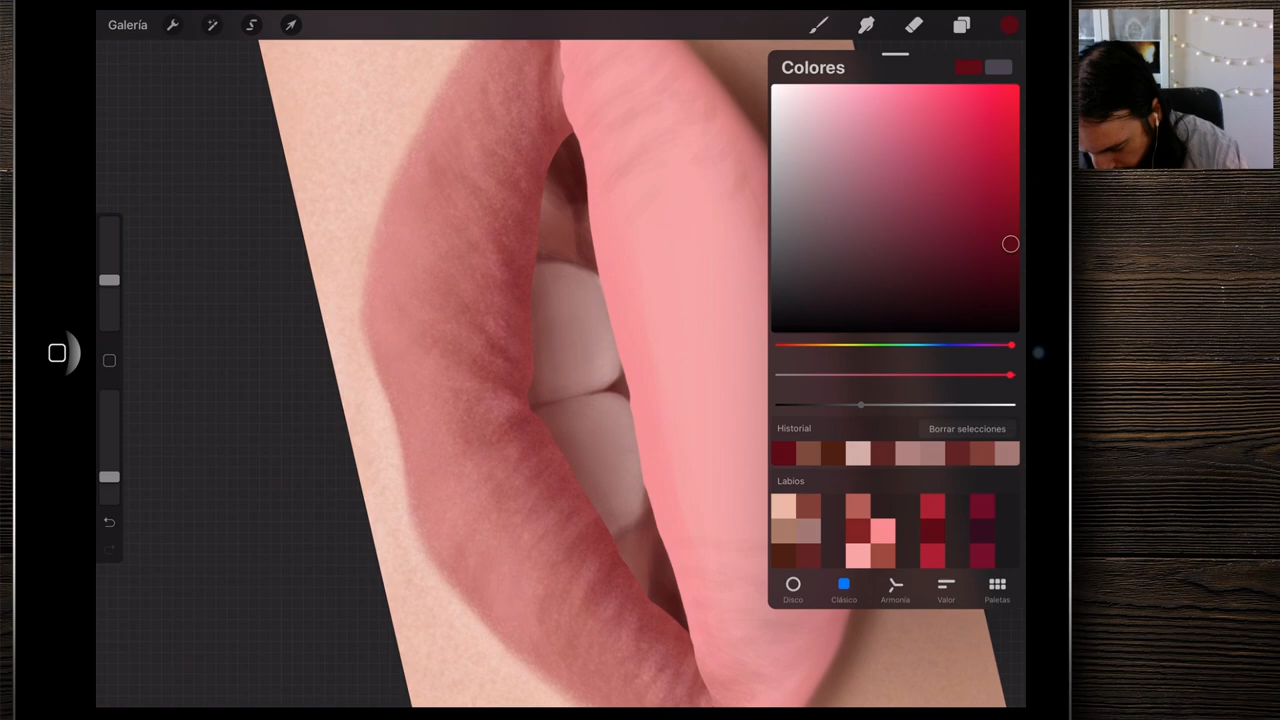 Galería
Colores
Historial
Borrar selecciones
Labios
Disco
Clásico
Armonía
Valor
Paletas